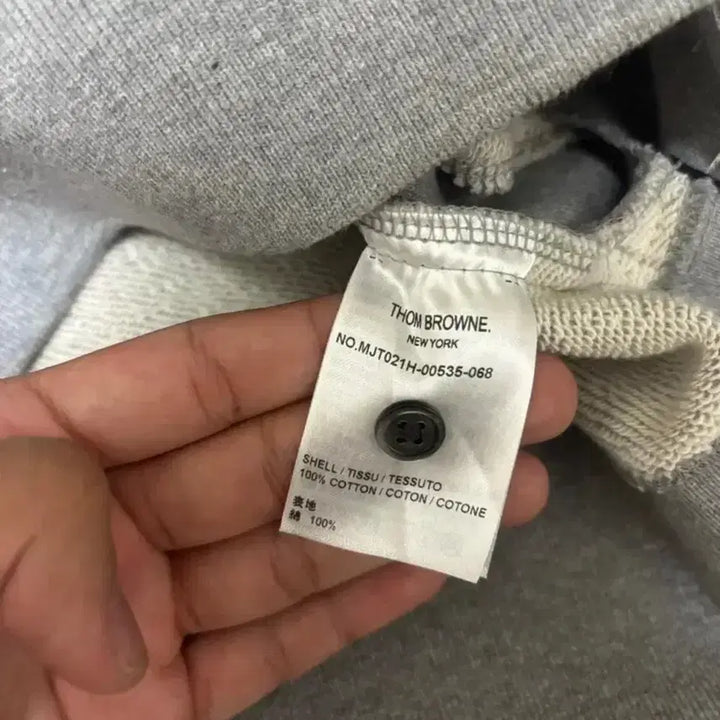 THOM BROWNE.
NEW YORK
NO.MJT021H-00535-068
SHELL / TISSU / TESSUTO
100% COTTON / COTON / COTONE
表地
綿 100%